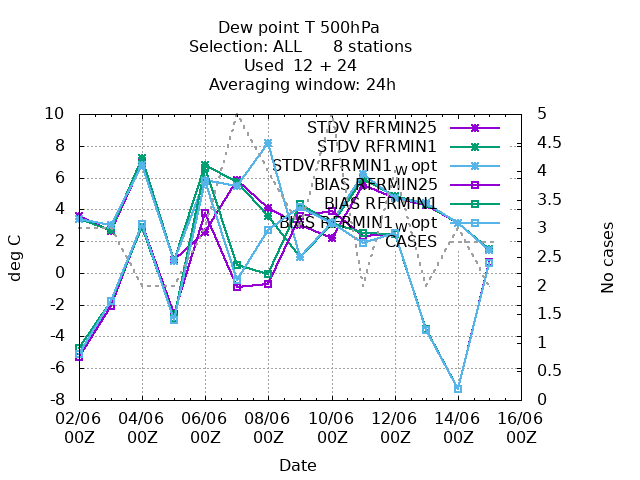 Dew point T 500hPa
Selection: ALL 8 stations
Used 12 + 24
Averaging window: 24h
10
8
6
4
2
0
-2
-4
-6
-8
deg C
STDV RFRMIN25
STDV RFRMIN1
STDV RFRMIN1_W opt
BIAS RFRMIN25
BIAS RFRMIN1
BIAS RFRMIN1_W opt
CASES
5
4.5
4
3.5
3
2.5
2
1.5
1
0.5
0
No cases
02/06 04/06 06/06 08/06 10/06 12/06 14/06 16/06
00Z 00Z 00Z 00Z 00Z 00Z 00Z 00Z
Date